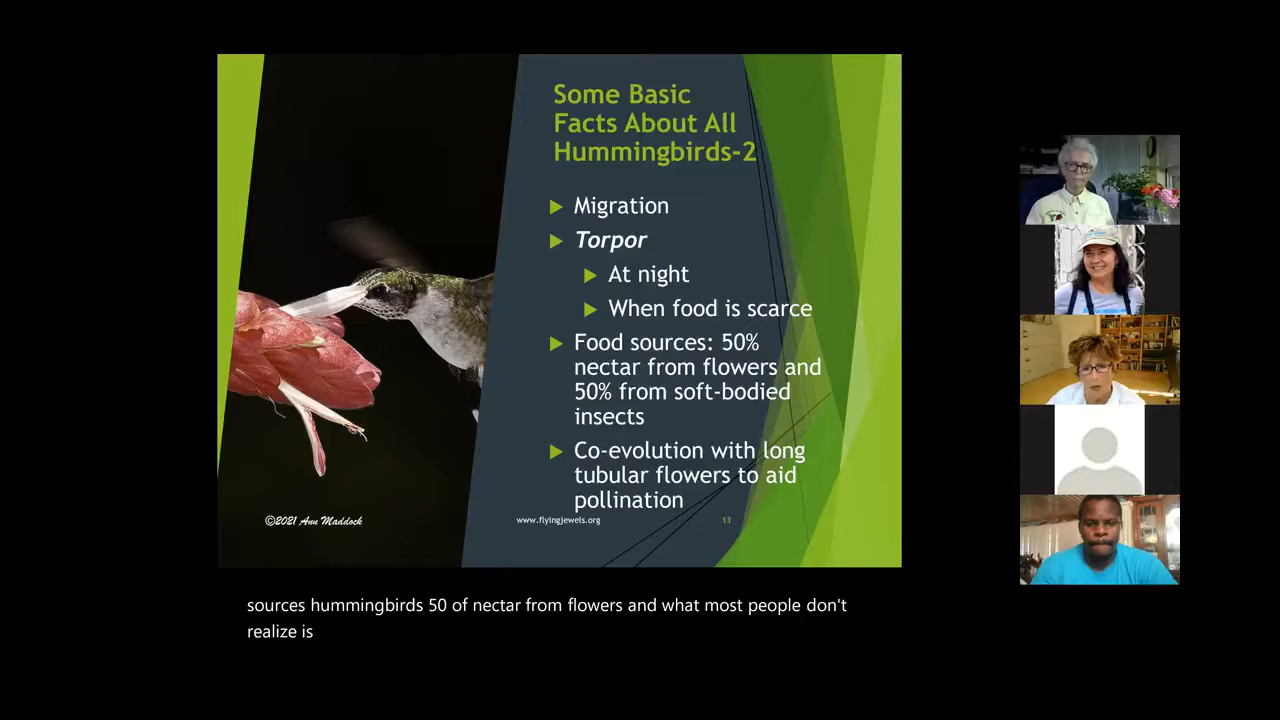 Some Basic
Facts About All
Hummingbirds-2
Migration
Torpor
At night
When food is scarce
Food sources: 50%
nectar from flowers and
50% from soft-bodied
insects
Co-evolution with long
tubular flowers to aid
pollination
©2021 Ann Maddock
www.flyingjewels.org
13
sources hummingbirds 50 of nectar from flowers and what most people don't
realize is